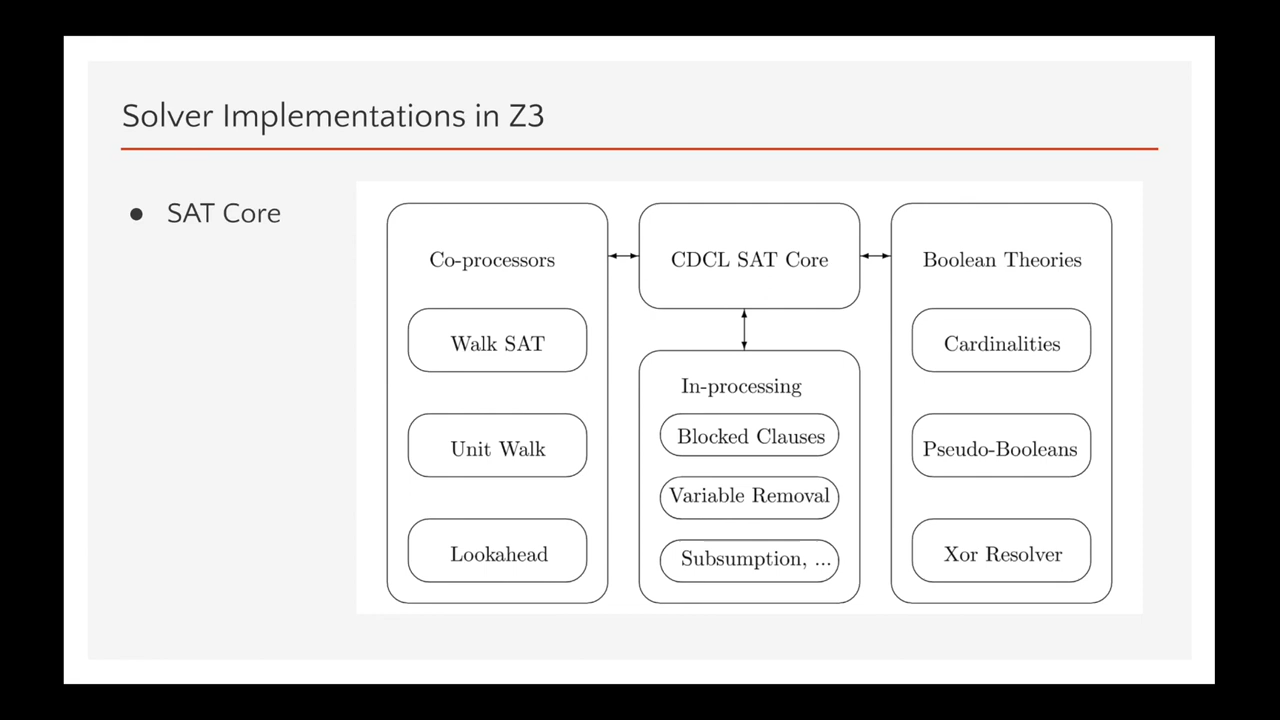 Solver Implementations in Z3
● SAT Core
Co-processors
Walk SAT
Unit Walk
Lookahead
CDCL SAT Core
In-processing
Blocked Clauses
Variable Removal
Subsumption, ...
Boolean Theories
Cardinalities
Pseudo-Booleans
Xor Resolver